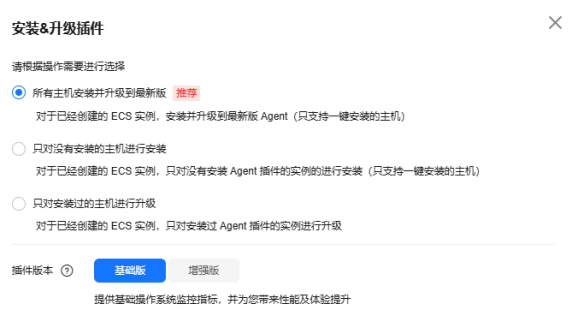 安装&升级插件
请根据操作需要进行选择
所有主机安装并升级到最新版 推荐
对于已经创建的 ECS 实例，安装并升级到最新版 Agent（只支持一键安装的主机）
只对没有安装的主机进行安装
对于已经创建的 ECS 实例，只对没有安装 Agent 插件的实例的进行安装（只支持一键安装的主机）
只对安装过的主机进行升级
对于已经创建的 ECS 实例，只对安装过 Agent 插件的实例进行升级
插件版本 ? 基础版 增强版
提供基础操作系统监控指标，并为您带来性能及体验提升